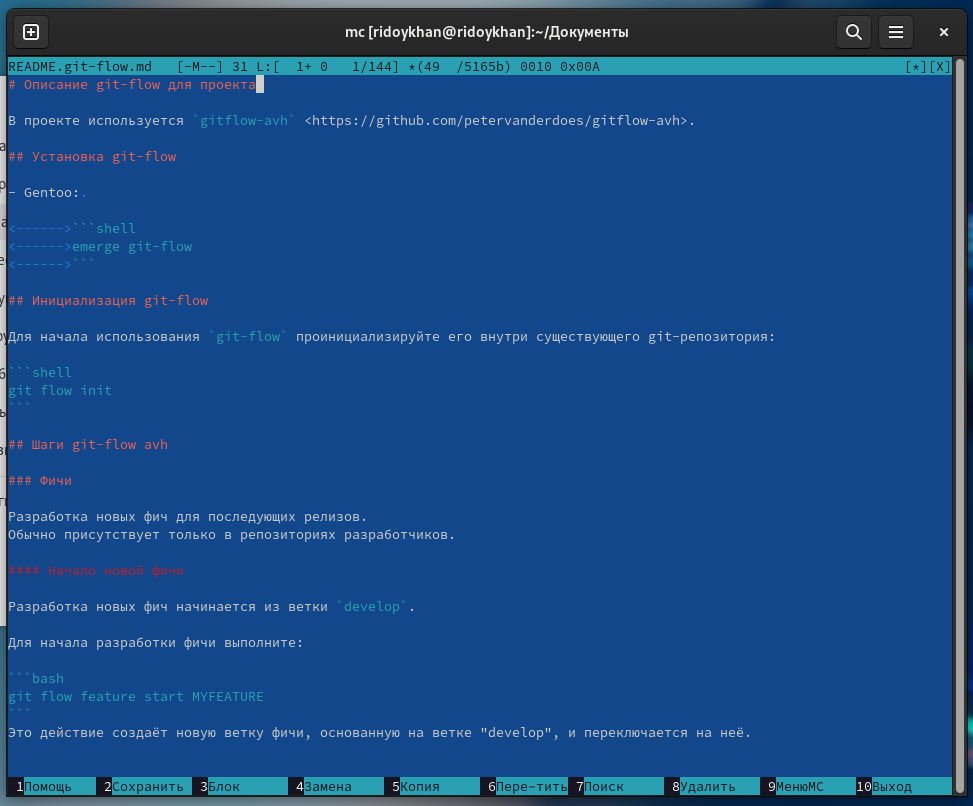 mc [ridoykhan@ridoykhan]:~/Документы
README.git-flow.md [-M--] 31 L:[ 1+ 0 1/144] *(49 /5165b) 0010 0x00A [*][X]
# Описание git-flow для проекта
В проекте используется `gitflow-avh` <https://github.com/petervanderdoes/gitflow-avh>.
## Установка git-flow
- Gentoo:.
<------>```shell
<------>emerge git-flow
<------>```
## Инициализация git-flow
Для начала использования `git-flow` проинициализируйте его внутри существующего git-репозитория:
```shell
git flow init
```
## Шаги git-flow avh
### Фичи
Разработка новых фич для последующих релизов.
Обычно присутствует только в репозиториях разработчиков.
#### Начало новой фичи
Разработка новых фич начинается из ветки `develop`.
Для начала разработки фичи выполните:
```bash
git flow feature start MYFEATURE
```
Это действие создаёт новую ветку фичи, основанную на ветке "develop", и переключается на неё.
1Помощь 2Сохранить 3Блок 4Замена 5Копия 6Пере~тить 7Поиск 8Удалить 9МенюMC 10Выход